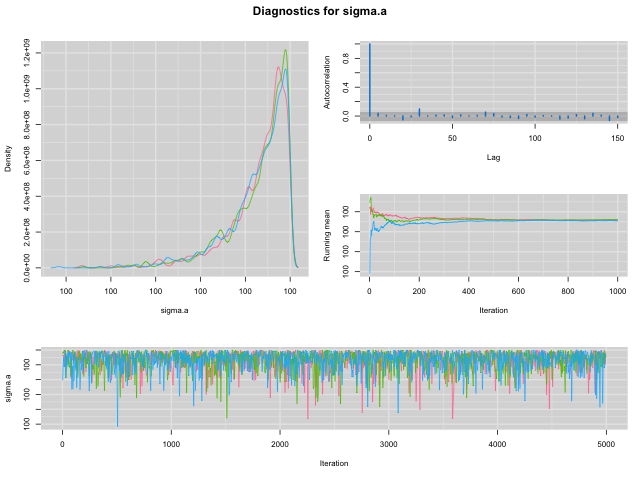 Diagnostics for sigma.a
Density
0.0e+00 2.0e+08 4.0e+08 6.0e+08 8.0e+08 1.0e+09 1.2e+09
100 100 100 100 100 100
sigma.a
Autocorrelation
0.0 0.4 0.8
0 50 100 150
Lag
Running mean
100 100 100 100
0 200 400 600 800 1000
Iteration
sigma.a
100 100
0 1000 2000 3000 4000 5000
Iteration